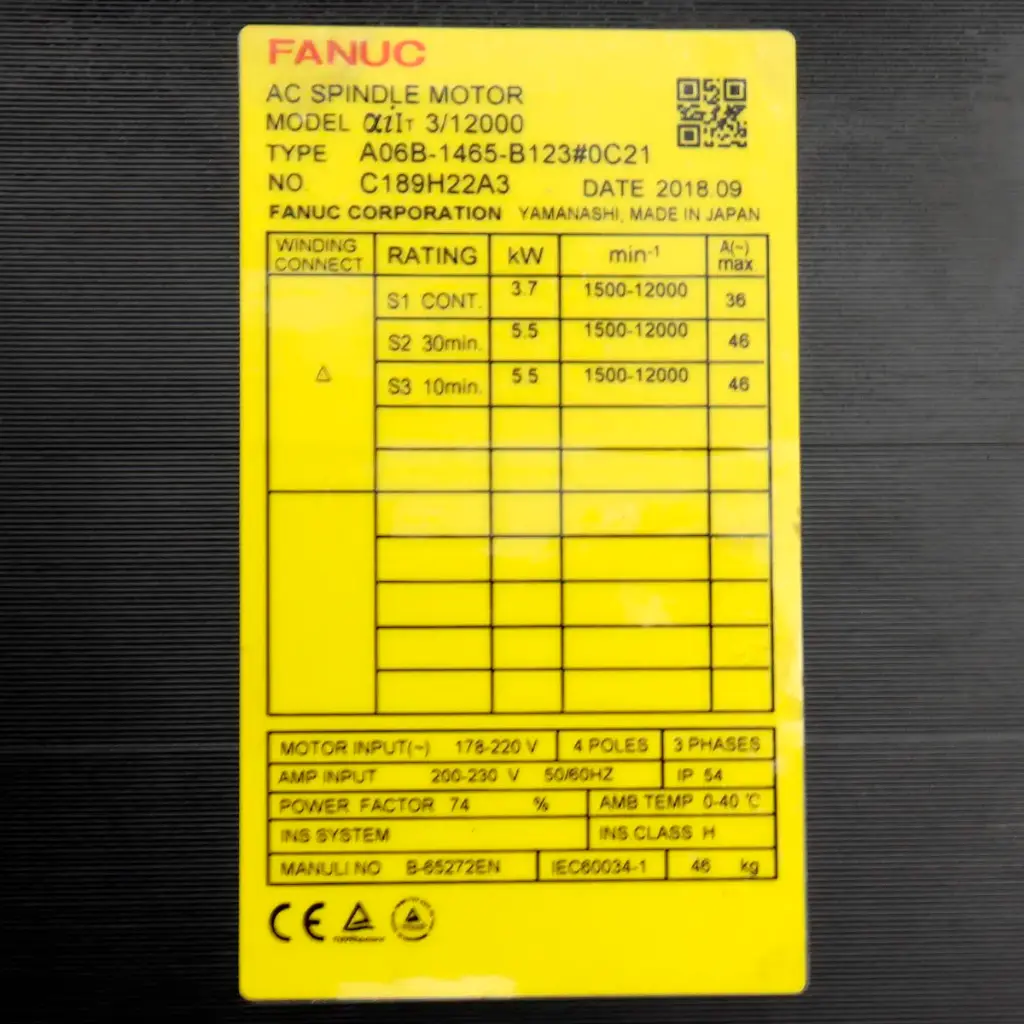 FANUC
AC SPINDLE MOTOR
MODEL αiIT 3/12000
TYPE A06B-1465-B123#0C21
NO. C189H22A3 DATE 2018.09
FANUC CORPORATION YAMANASHI, MADE IN JAPAN
WINDING CONNECT RATING kW min-1 A(~) max
△ S1 CONT. 3.7 1500-12000 36
S2 30min. 5.5 1500-12000 46
S3 10min. 5.5 1500-12000 46
MOTOR INPUT(~) 178-220 V 4 POLES 3 PHASES
AMP INPUT 200-230 V 50/60HZ IP 54
POWER FACTOR 74 % AMB TEMP 0-40 ℃
INS SYSTEM INS CLASS H
MANULI NO B-65272EN IEC60034-1 46 kg
CE